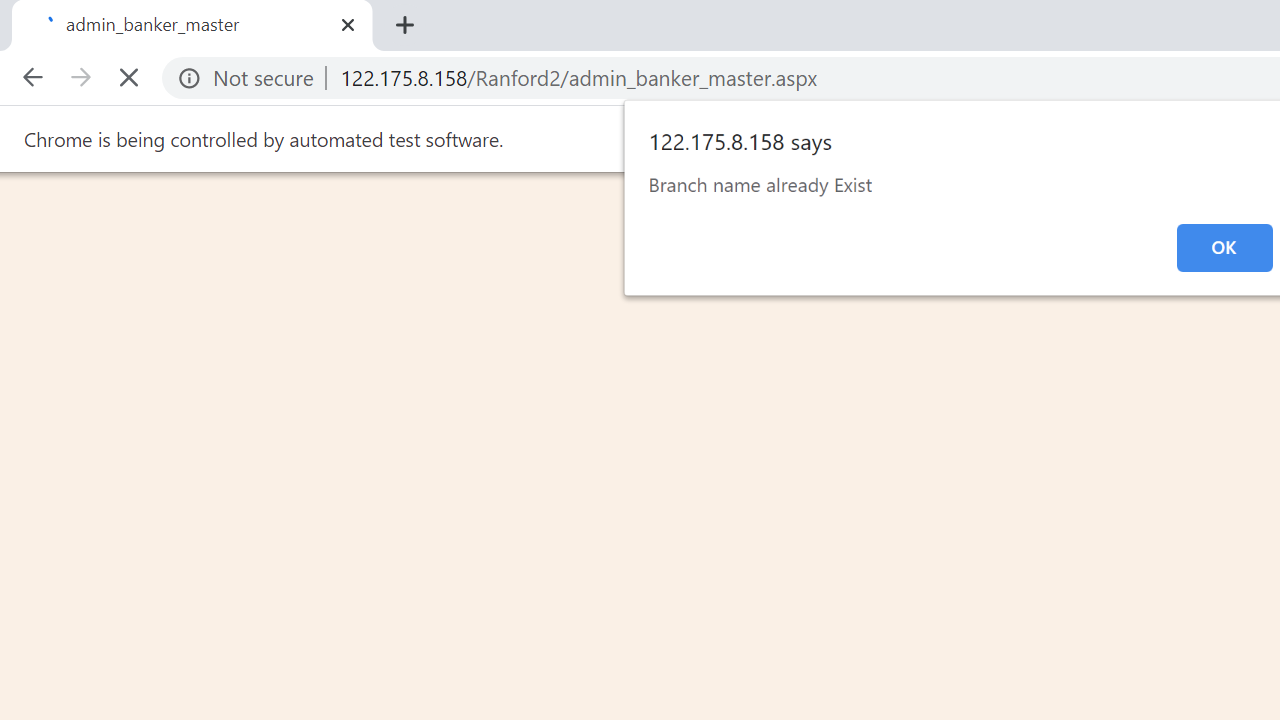 admin_banker_master
Not secure 122.175.8.158/Ranford2/admin_banker_master.aspx
Chrome is being controlled by automated test software.
122.175.8.158 says
Branch name already Exist
OK